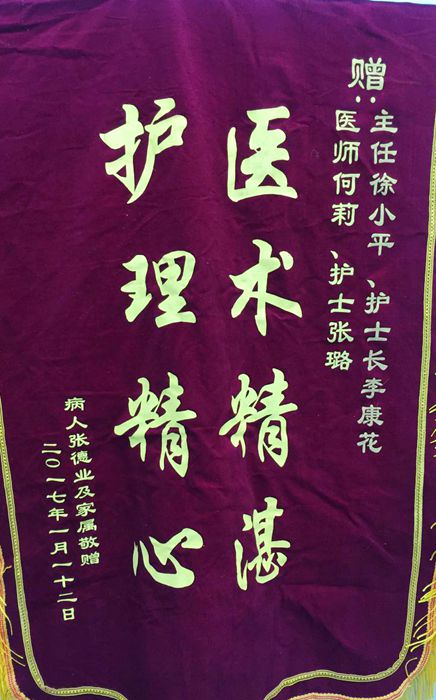 赠：
主任徐小平、护士长李康花
医师何莉、护士张璐
医术精湛
护理精心
病人张德业及家属敬赠
二〇一七年一月一十二日